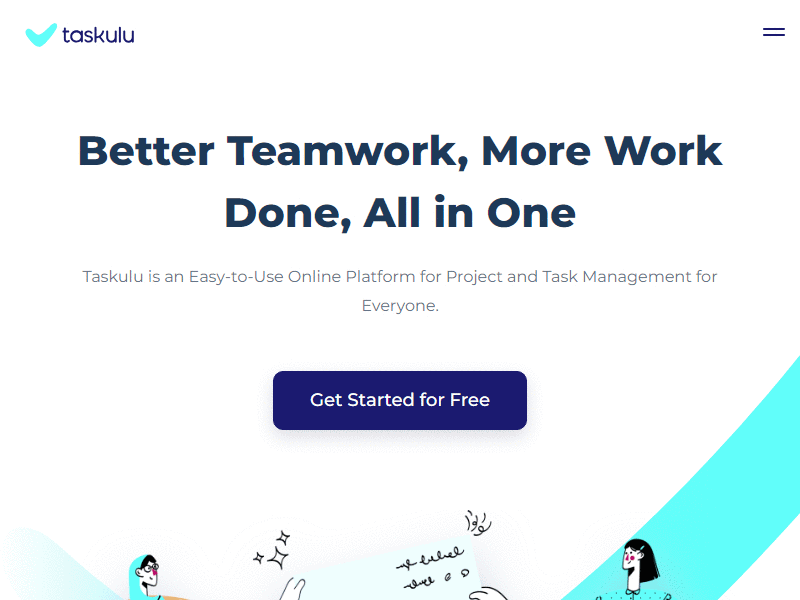 taskulu
Better Teamwork, More Work
Done, All in One
Taskulu is an Easy-to-Use Online Platform for Project and Task Management for
Everyone.
Get Started for Free